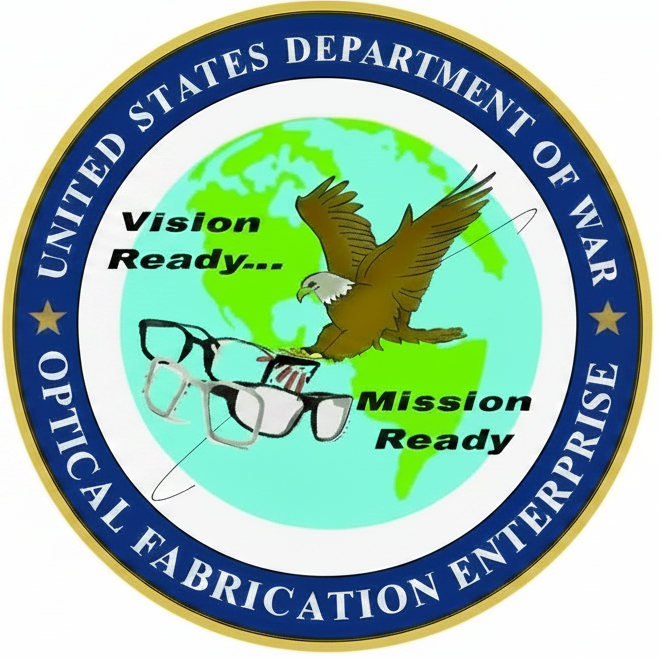 UNITED STATES DEPARTMENT OF WAR
Vision
Ready...
Mission
Ready
OPTICAL FABRICATION ENTERPRISE